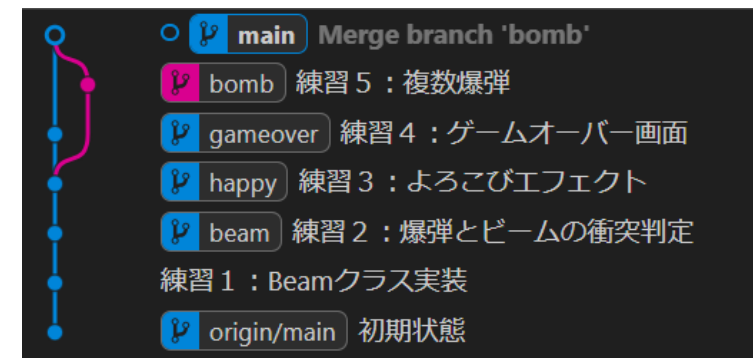 main Merge branch 'bomb'
bomb 練習５：複数爆弾
gameover 練習４：ゲームオーバー画面
happy 練習３：よろこびエフェクト
beam 練習２：爆弾とビームの衝突判定
練習１：Beamクラス実装
origin/main 初期状態